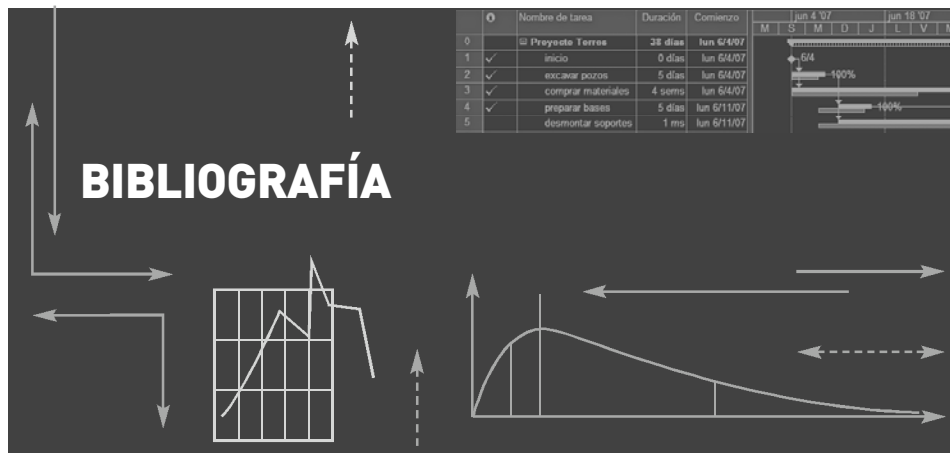 Nombre de tarea Duración Comienzo jun 4 '07 jun 18 '07
M S M D J L V M
0 Proyecto Terros 38 días lun 6/4/07
1 inicio 0 días lun 6/4/07 6/4
2 excavar pozos 5 días lun 6/4/07 100%
3 comprar materiales 4 sems lun 6/4/07
4 preparar bases 5 días lun 6/11/07 100%
5 desmontar soportes 1 ms lun 6/11/07
BIBLIOGRAFÍA